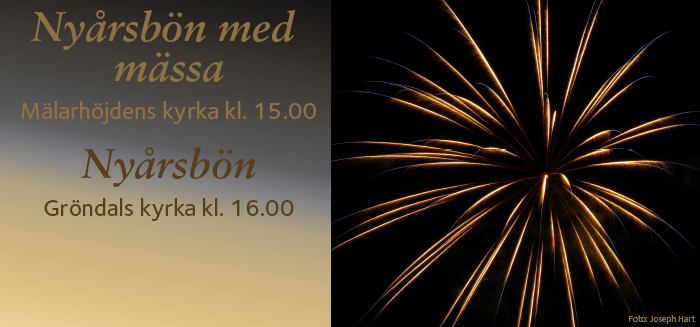 Nyårsbön med
mässa
Mälarhöjdens kyrka kl. 15.00
Nyårsbön
Gröndals kyrka kl. 16.00
Foto: Joseph Hart